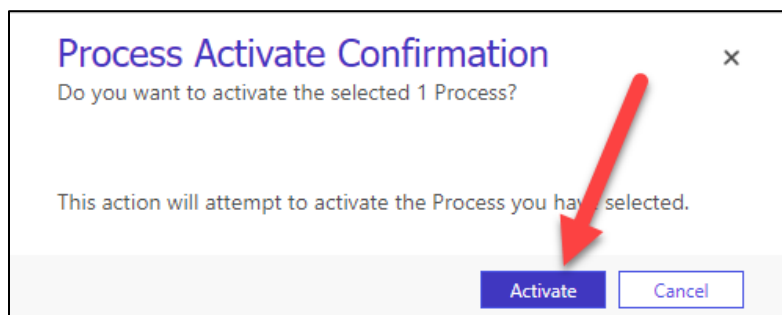 Process Activate Confirmation
Do you want to activate the selected 1 Process?
This action will attempt to activate the Process you have selected.
Activate
Cancel